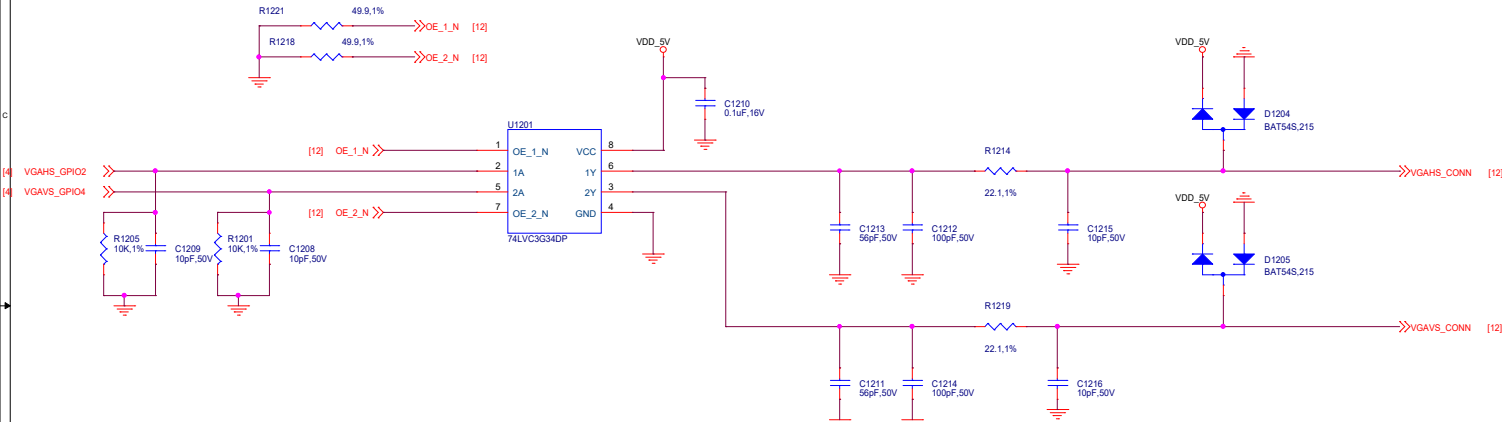 R1221 49.9,1%
OE_1_N [12]
R1218 49.9,1%
OE_2_N [12]
VDD_5V
VDD_5V
C1210
0.1uF,16V
D1204
BAT54S,215
C
U1201
[12] OE_1_N 1 OE_1_N VCC 8
[4] VGAHS_GPIO2 2 1A 1Y 6
[4] VGAVS_GPIO4 5 2A 2Y 3
[12] OE_2_N 7 OE_2_N GND 4
74LVC3G34DP
R1214
22.1,1%
VGAHS_CONN [12]
VDD_5V
R1205
10K,1%
C1209
10pF,50V
R1201
10K,1%
C1208
10pF,50V
C1213
56pF,50V
C1212
100pF,50V
C1215
10pF,50V
D1205
BAT54S,215
R1219
22.1,1%
VGAVS_CONN [12]
C1211
56pF,50V
C1214
100pF,50V
C1216
10pF,50V